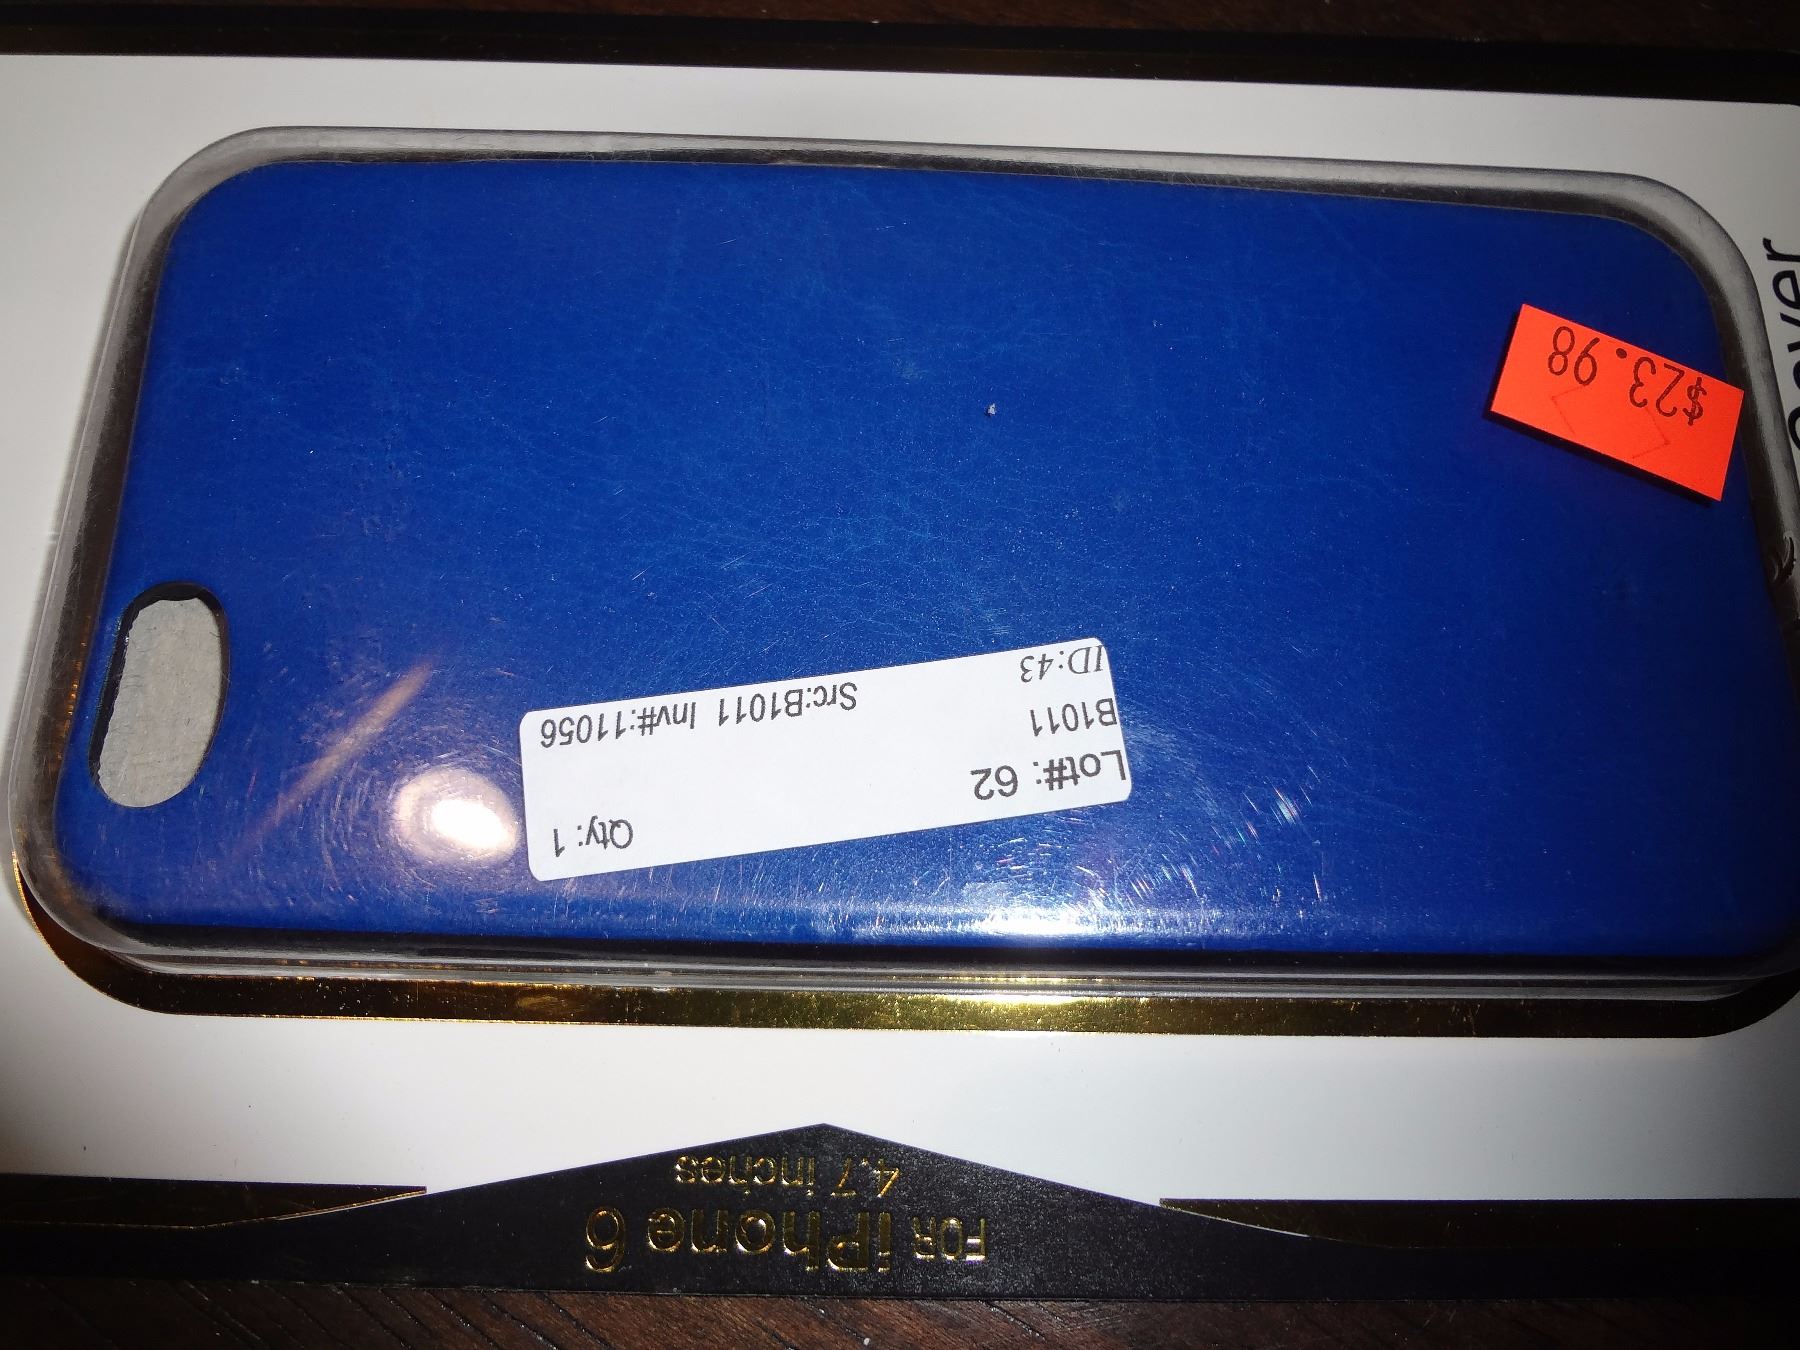 FOR iPhone 6
4.7 inches
Qty: 1
Lot#: 62
B1011
Src:B1011 Inv#:11056
ID:43
$23.98